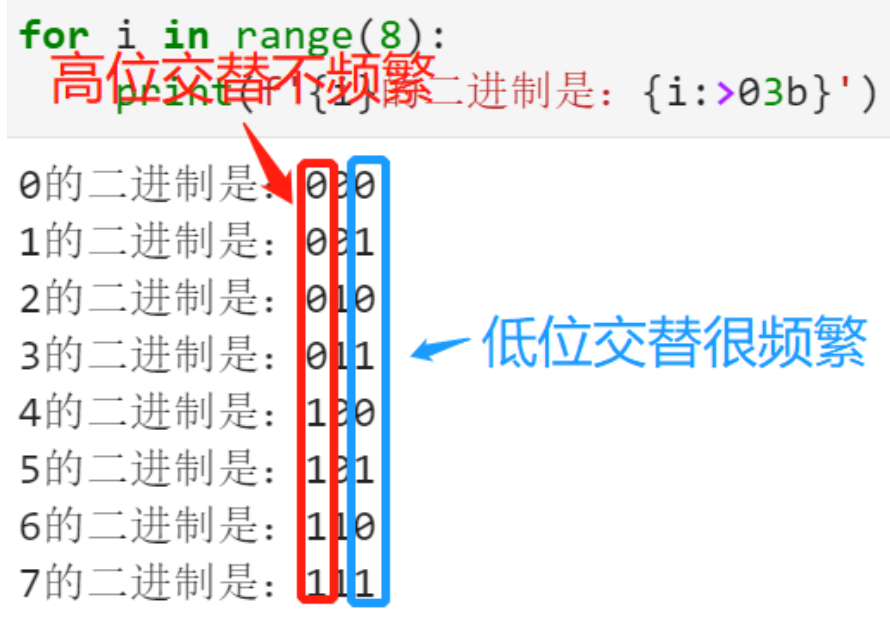 for i in range(8):
高位交替不频繁
print(f'{i}的二进制是：{i:>03b}')
0的二进制是：000
1的二进制是：001
2的二进制是：010
3的二进制是：011
低位交替很频繁
4的二进制是：100
5的二进制是：101
6的二进制是：110
7的二进制是：111